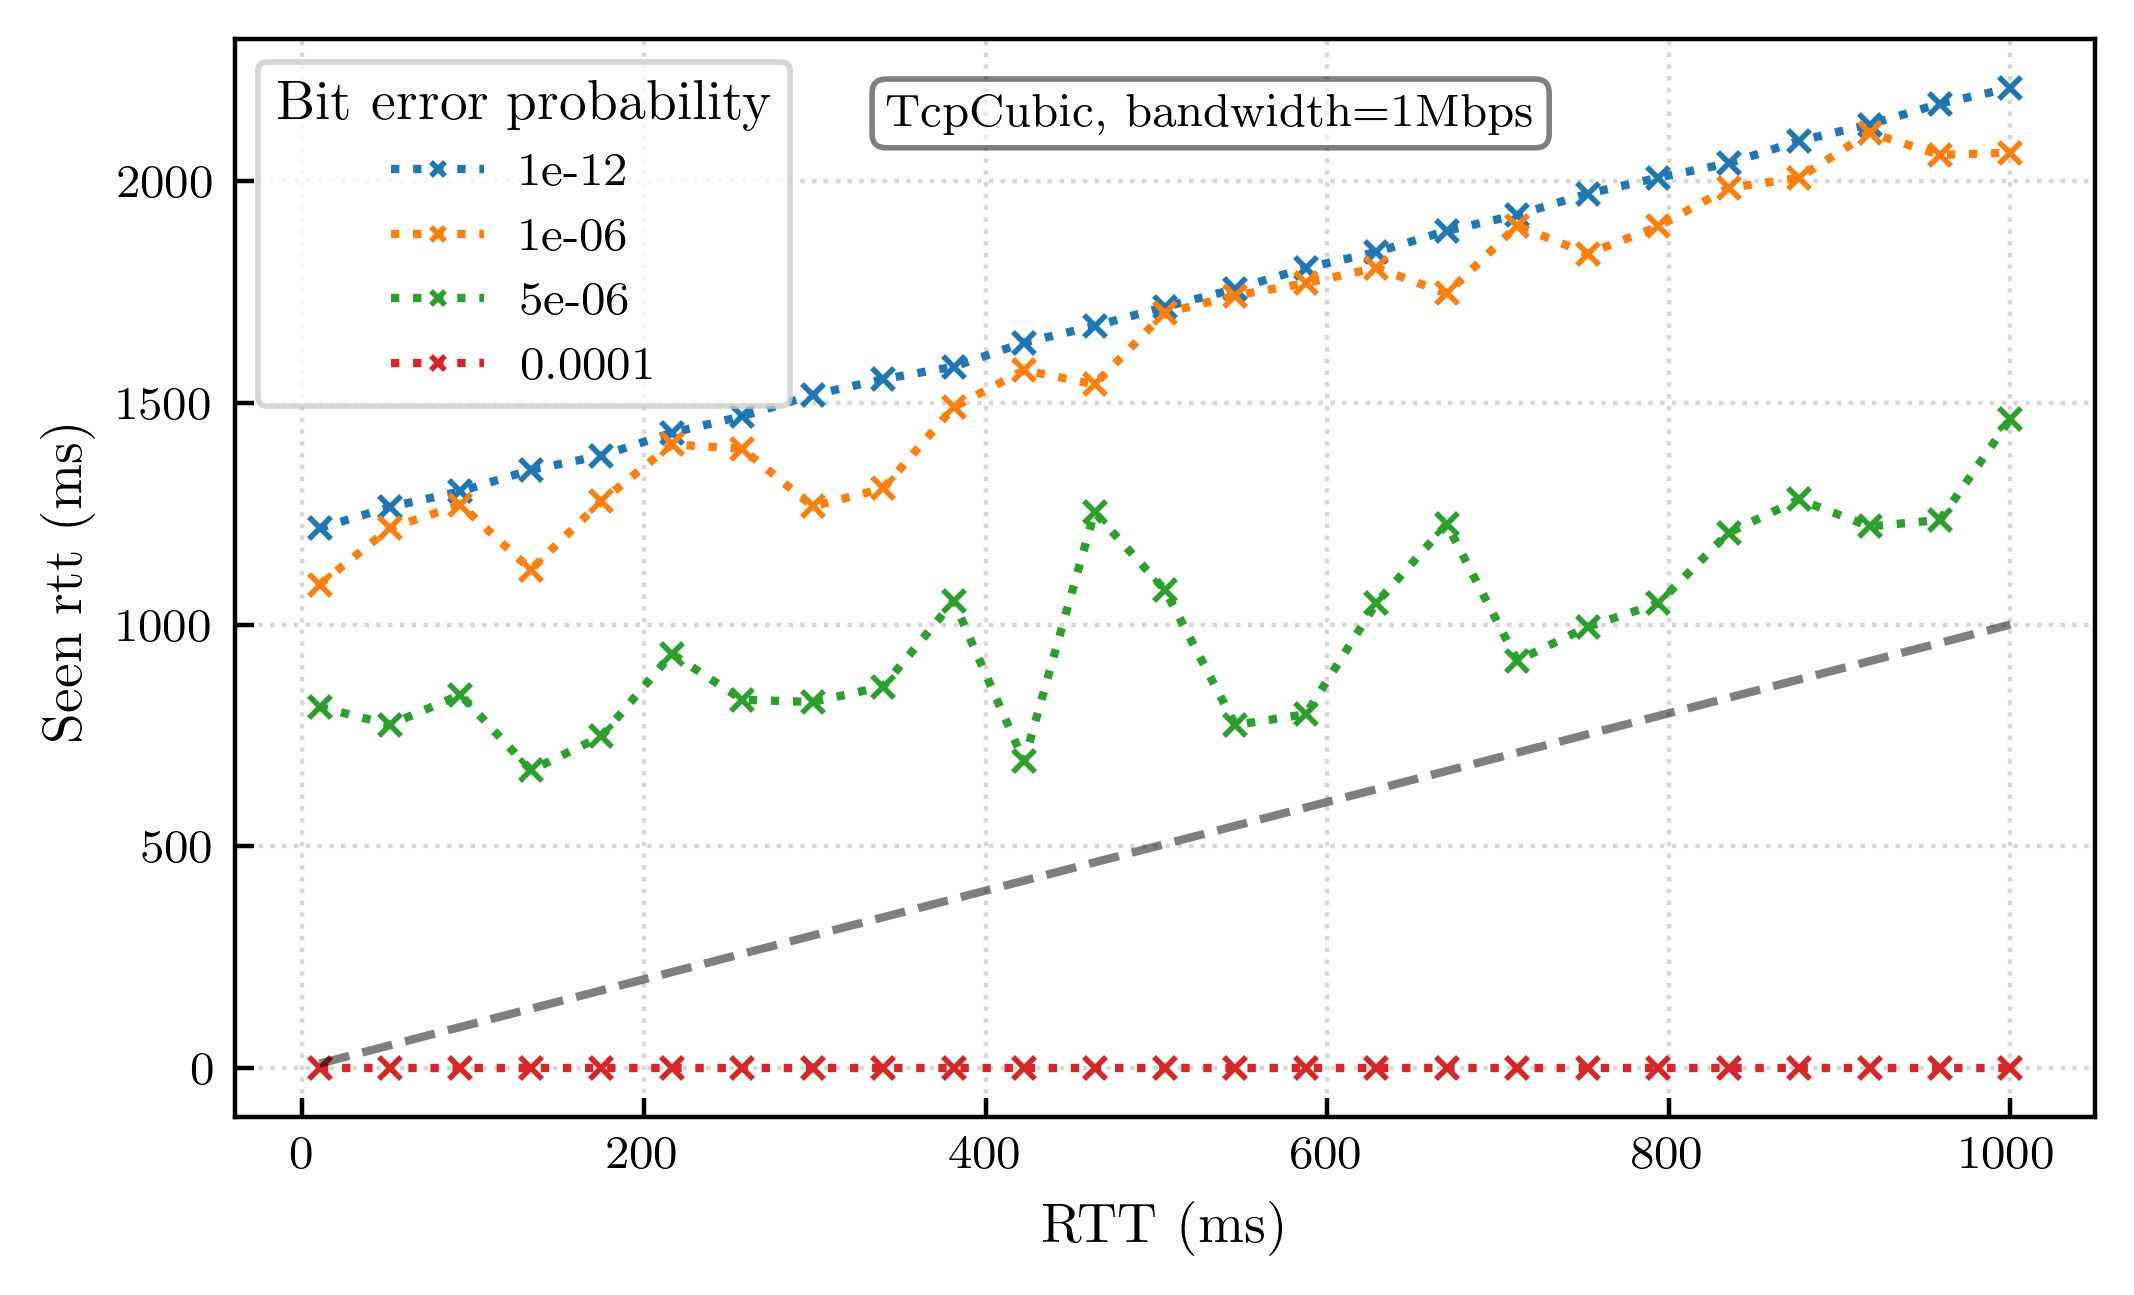 Bit error probability
1e-12
1e-06
5e-06
0.0001
TcpCubic, bandwidth=1Mbps
Seen rtt (ms)
2000
1500
1000
500
0
0 200 400 600 800 1000
RTT (ms)